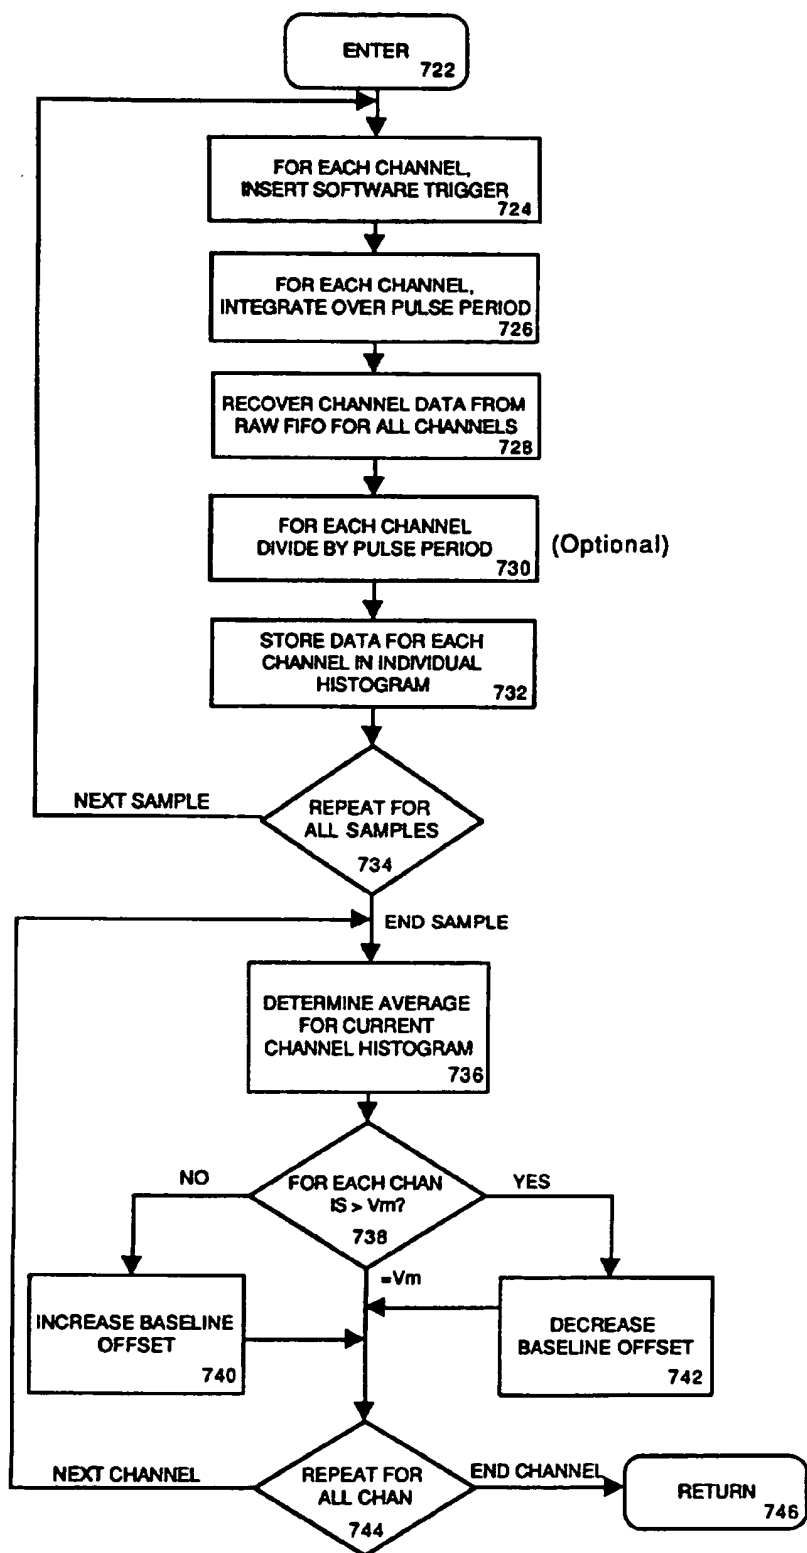 ENTER
722
FOR EACH CHANNEL,
INSERT SOFTWARE TRIGGER
724
FOR EACH CHANNEL,
INTEGRATE OVER PULSE PERIOD
726
RECOVER CHANNEL DATA FROM
RAW FIFO FOR ALL CHANNELS
728
FOR EACH CHANNEL
DIVIDE BY PULSE PERIOD
730
(Optional)
STORE DATA FOR EACH
CHANNEL IN INDIVIDUAL
HISTOGRAM
732
NEXT SAMPLE
REPEAT FOR
ALL SAMPLES
734
END SAMPLE
DETERMINE AVERAGE
FOR CURRENT
CHANNEL HISTOGRAM
736
NO
FOR EACH CHAN
IS > Vm?
738
YES
=Vm
INCREASE BASELINE
OFFSET
740
DECREASE
BASELINE OFFSET
742
NEXT CHANNEL
REPEAT FOR
ALL CHAN
744
END CHANNEL
RETURN
746